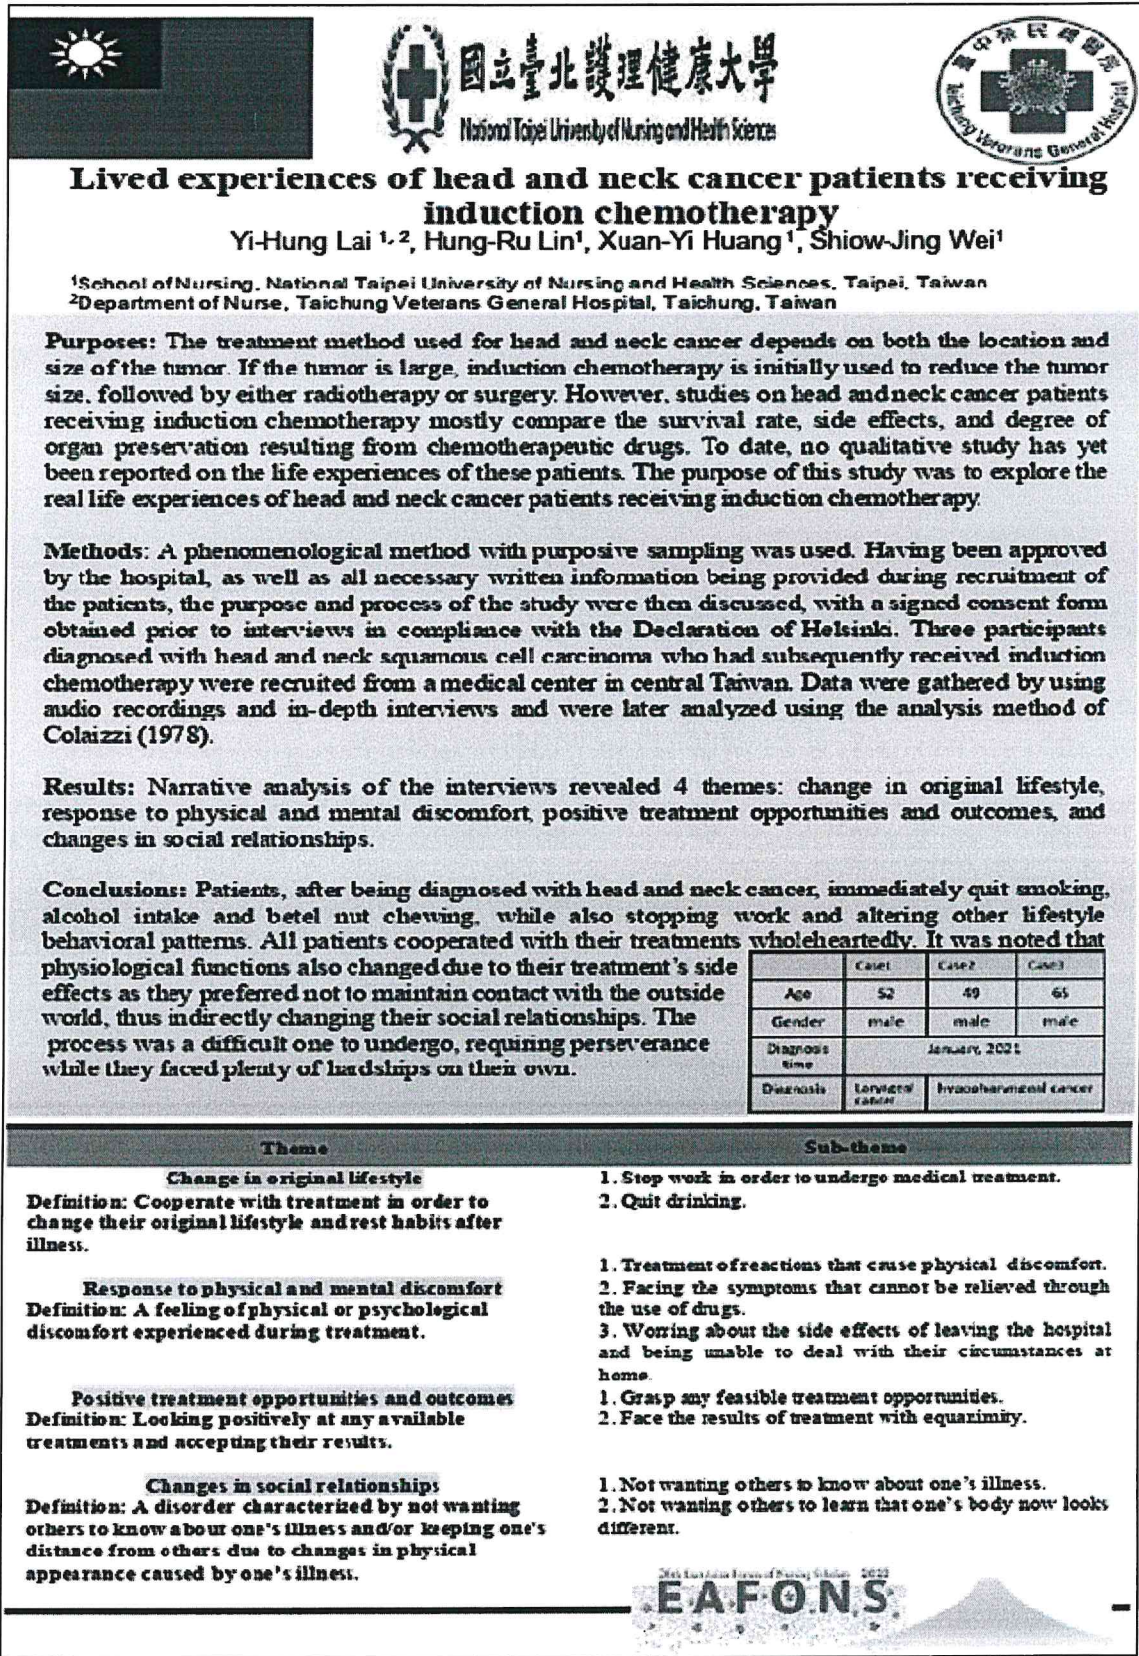 國立臺北護理健康大學
National Taipei University of Nursing and Health Sciences
臺中榮民總醫院
Taichung Veterans General Hospital
Lived experiences of head and neck cancer patients receiving
induction chemotherapy
Yi-Hung Lai 1, 2, Hung-Ru Lin1, Xuan-Yi Huang1, Shiow-Jing Wei1
1School of Nursing, National Taipei University of Nursing and Health Sciences, Taipei, Taiwan
2Department of Nurse, Taichung Veterans General Hospital, Taichung, Taiwan
Purposes: The treatment method used for head and neck cancer depends on both the location and
size of the tumor. If the tumor is large, induction chemotherapy is initially used to reduce the tumor
size, followed by either radiotherapy or surgery. However, studies on head and neck cancer patients
receiving induction chemotherapy mostly compare the survival rate, side effects, and degree of
organ preservation resulting from chemotherapeutic drugs. To date, no qualitative study has yet
been reported on the life experiences of these patients. The purpose of this study was to explore the
real life experiences of head and neck cancer patients receiving induction chemotherapy.
Methods: A phenomenological method with purposive sampling was used. Having been approved
by the hospital, as well as all necessary written information being provided during recruitment of
the patients, the purpose and process of the study were then discussed, with a signed consent form
obtained prior to interviews in compliance with the Declaration of Helsinki. Three participants
diagnosed with head and neck squamous cell carcinoma who had subsequently received induction
chemotherapy were recruited from a medical center in central Taiwan. Data were gathered by using
audio recordings and in-depth interviews and were later analyzed using the analysis method of
Colaizzi (1978).
Results: Narrative analysis of the interviews revealed 4 themes: change in original lifestyle,
response to physical and mental discomfort, positive treatment opportunities and outcomes, and
changes in social relationships.
Conclusions: Patients, after being diagnosed with head and neck cancer, immediately quit smoking,
alcohol intake and betel nut chewing, while also stopping work and altering other lifestyle
behavioral patterns. All patients cooperated with their treatments wholeheartedly. It was noted that
physiological functions also changed due to their treatment's side
effects as they preferred not to maintain contact with the outside
world, thus indirectly changing their social relationships. The
process was a difficult one to undergo, requiring perseverance
while they faced plenty of hardships on their own.
Case1 Case2 Case3
Age 52 49 65
Gender male male male
Diagnosis time January, 2021
Diagnosis Laryngeal cancer hypopharyngeal cancer
Theme Sub-theme
Change in original lifestyle
Definition: Cooperate with treatment in order to
change their original lifestyle and rest habits after
illness.
1. Stop work in order to undergo medical treatment.
2. Quit drinking.
Response to physical and mental discomfort
Definition: A feeling of physical or psychological
discomfort experienced during treatment.
1. Treatment of reactions that cause physical discomfort.
2. Facing the symptoms that cannot be relieved through
the use of drugs.
3. Worring about the side effects of leaving the hospital
and being unable to deal with their circumstances at
home.
Positive treatment opportunities and outcomes
Definition: Looking positively at any available
treatments and accepting their results.
1. Grasp any feasible treatment opportunities.
2. Face the results of treatment with equanimity.
Changes in social relationships
Definition: A disorder characterized by not wanting
others to know about one's illness and/or keeping one's
distance from others due to changes in physical
appearance caused by one's illness.
1. Not wanting others to know about one's illness.
2. Not wanting others to learn that one's body now looks
different.
2022
E.A.F.O.N.S.